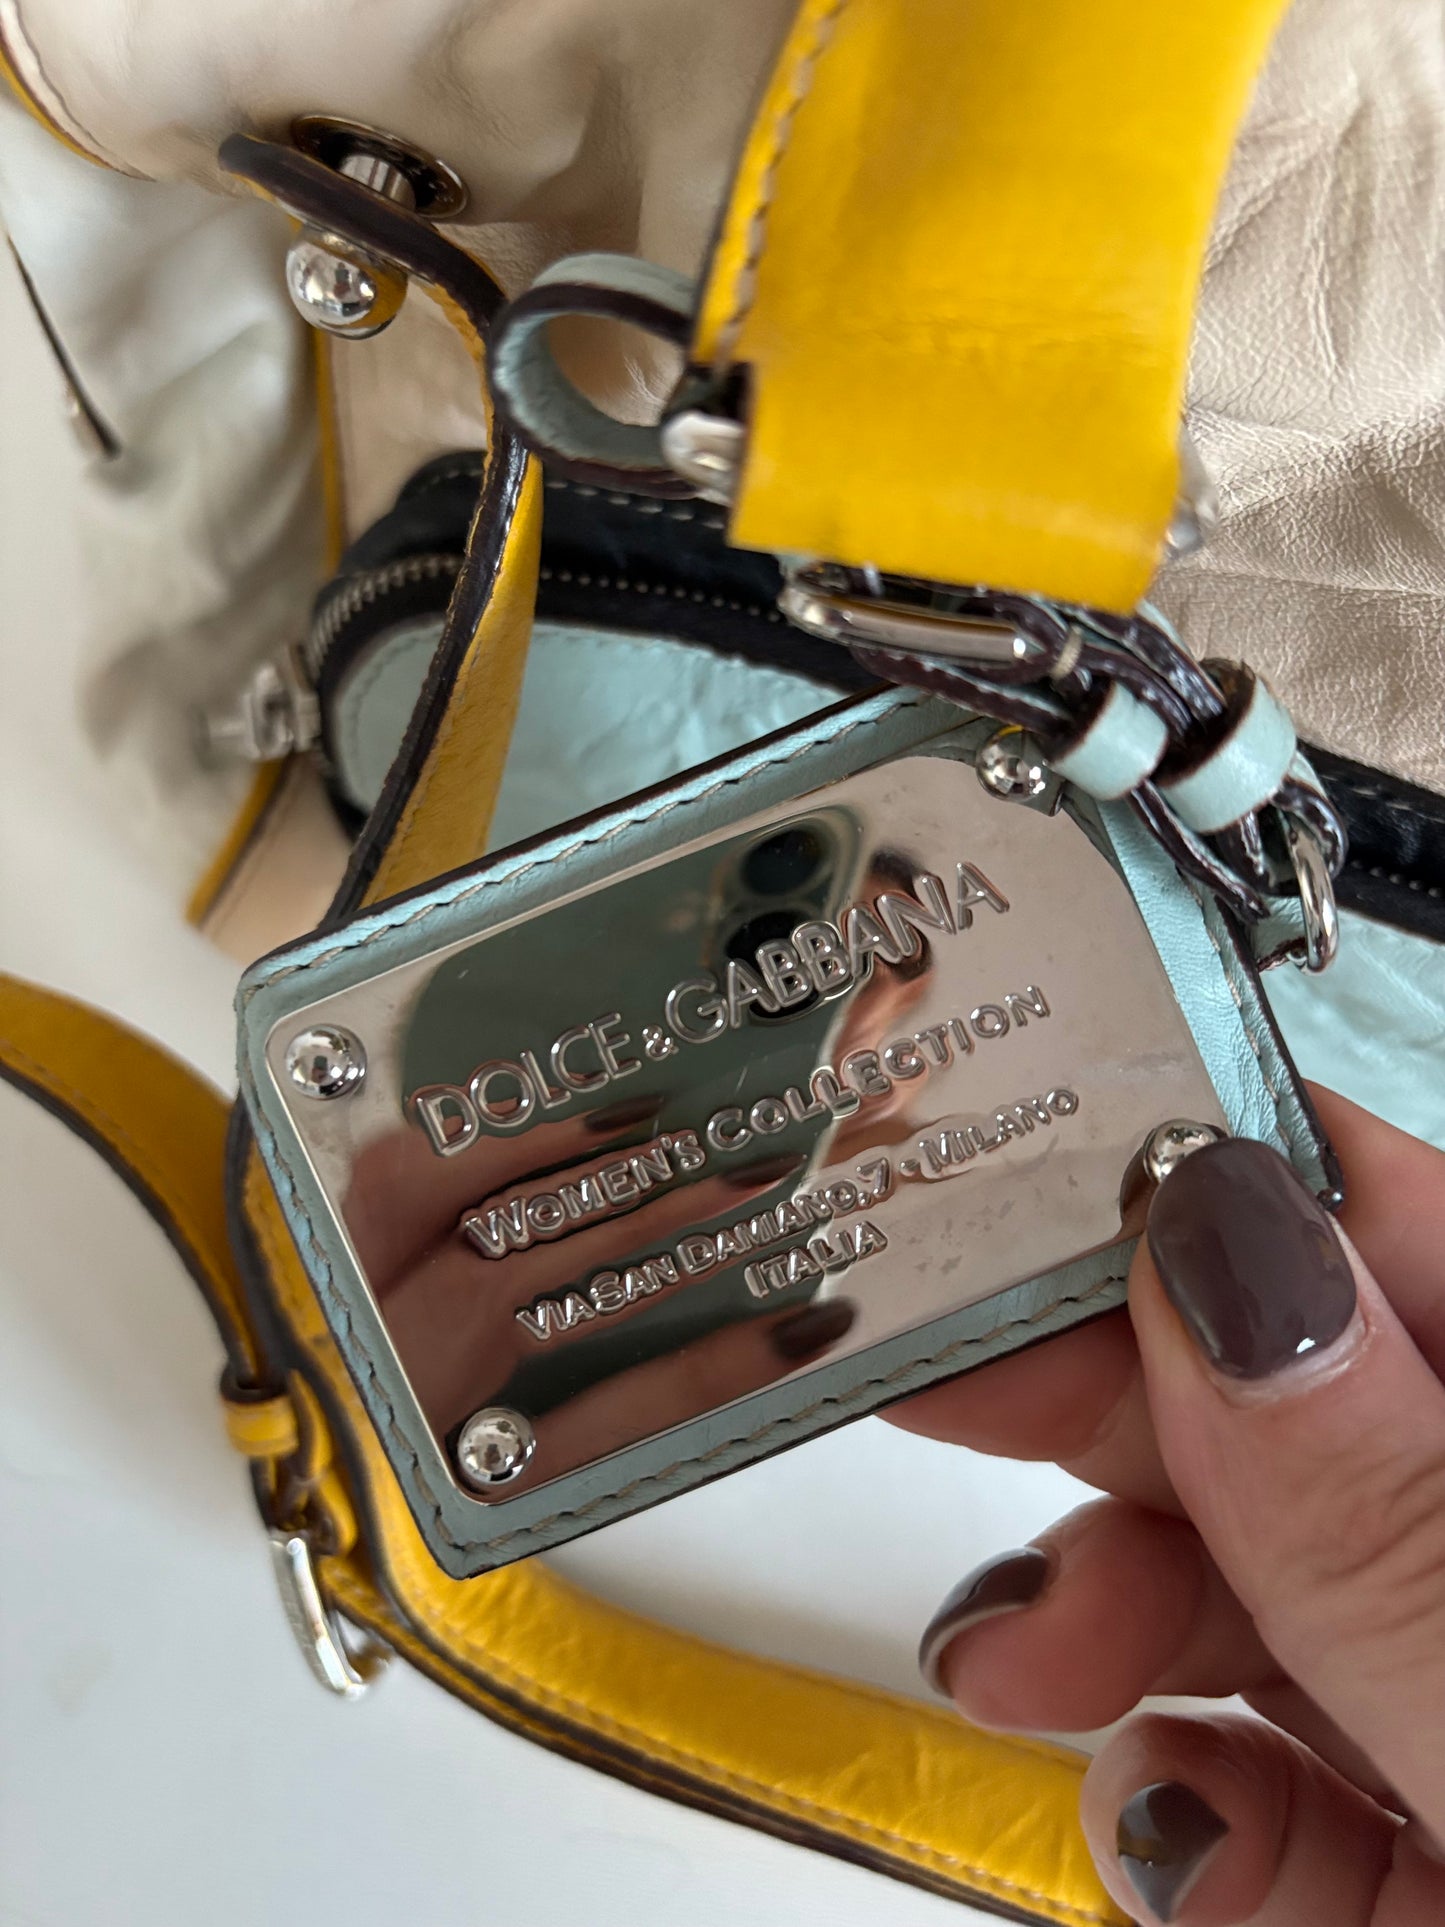 DOLCE&GABBANA
WOMEN'S COLLECTION
VIA SAN DAMIANO,7 - MILANO
ITALIA